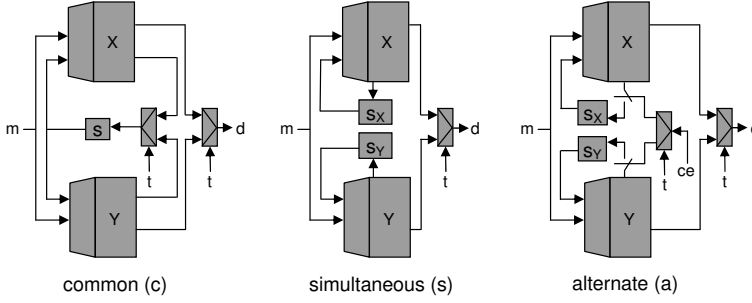 X
m
s
t
t
d
Y
common (c)
X
m
sX
sY
t
d
Y
simultaneous (s)
X
m
sX
sY
t
ce
t
Y
alternate (a)